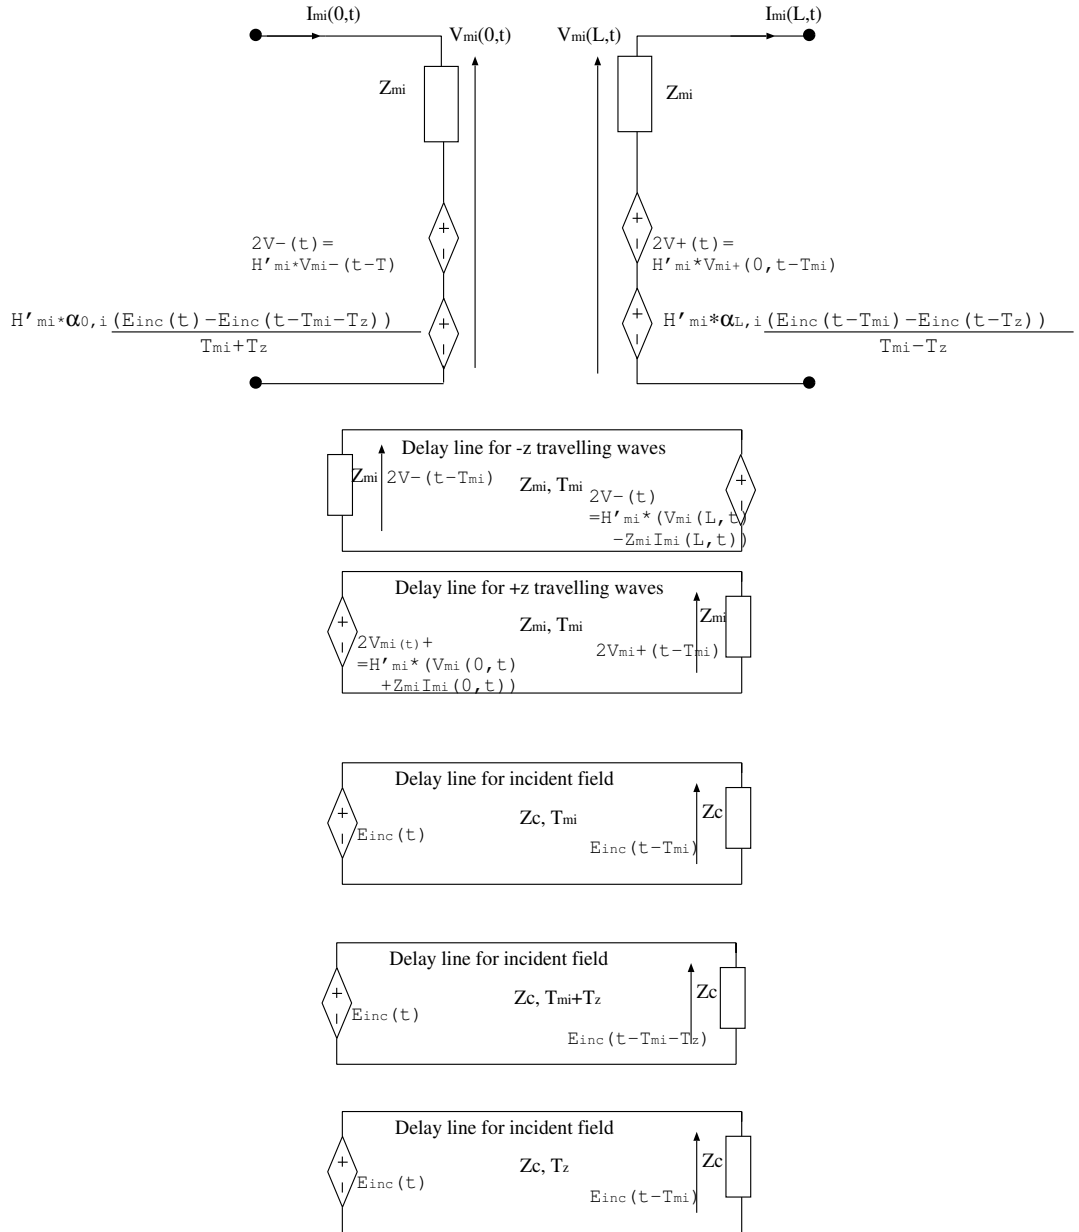 Imi(0,t)
Imi(L,t)
Vmi(0,t)
Vmi(L,t)
Zmi
Zmi
+
−
+
−
2V−(t)=
H'mi*Vmi−(t−T)
2V+(t)=
H'mi*Vmi+(0,t−Tmi)
+
−
+
−
H'mi*α0,i(Einc(t)−Einc(t−Tmi−Tz))
Tmi+Tz
H'mi*αL,i(Einc(t−Tmi)−Einc(t−Tz))
Tmi−Tz
Delay line for -z travelling waves
Zmi
2V−(t−Tmi)
Zmi, Tmi
+
−
2V−(t)
=H'mi*(Vmi(L,t)
−ZmiImi(L,t))
Delay line for +z travelling waves
Zmi, Tmi
Zmi
+
−
2Vmi(t)+
=H'mi*(Vmi(0,t)
+ZmiImi(0,t))
2Vmi+(t−Tmi)
Delay line for incident field
Zc, Tmi
Zc
+
−
Einc(t)
Einc(t−Tmi)
Delay line for incident field
Zc, Tmi+Tz
Zc
+
−
Einc(t)
Einc(t−Tmi−Tz)
Delay line for incident field
Zc, Tz
Zc
+
−
Einc(t)
Einc(t−Tmi)